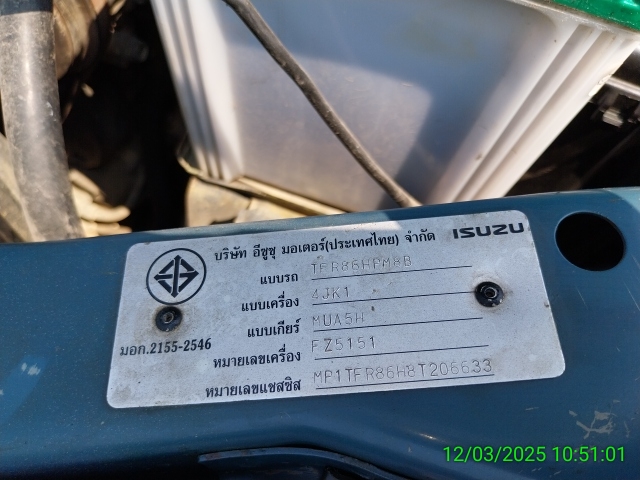 บริษัท อีซูซุ มอเตอร์(ประเทศไทย) จำกัด ISUZU
แบบรถ TFR86HPM8B
แบบเครื่อง 4JK1
แบบเกียร์ MUA5H
มอก.2155-2546
หมายเลขเครื่อง FZ5151
หมายเลขแชสซิส MP1TFR86H8T206633
12/03/2025 10:51:01